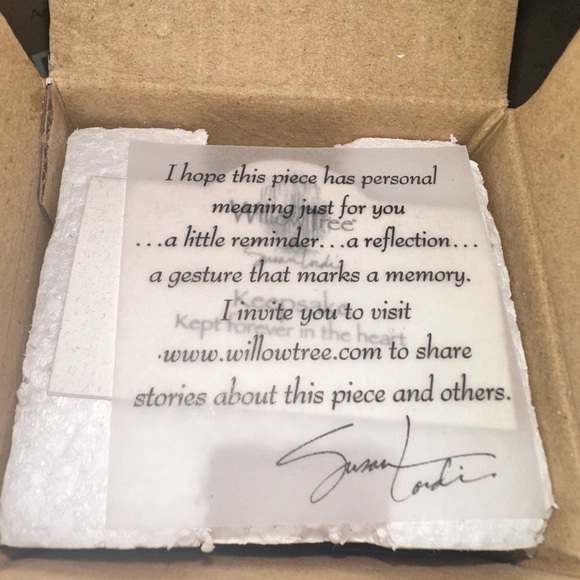 I hope this piece has personal
meaning just for you
...a little reminder...a reflection...
a gesture that marks a memory.
I invite you to visit
www.willowtree.com to share
stories about this piece and others.
Susan Lordi
Willow Tree
Susan Lordi
Keepsake
Kept forever in the heart